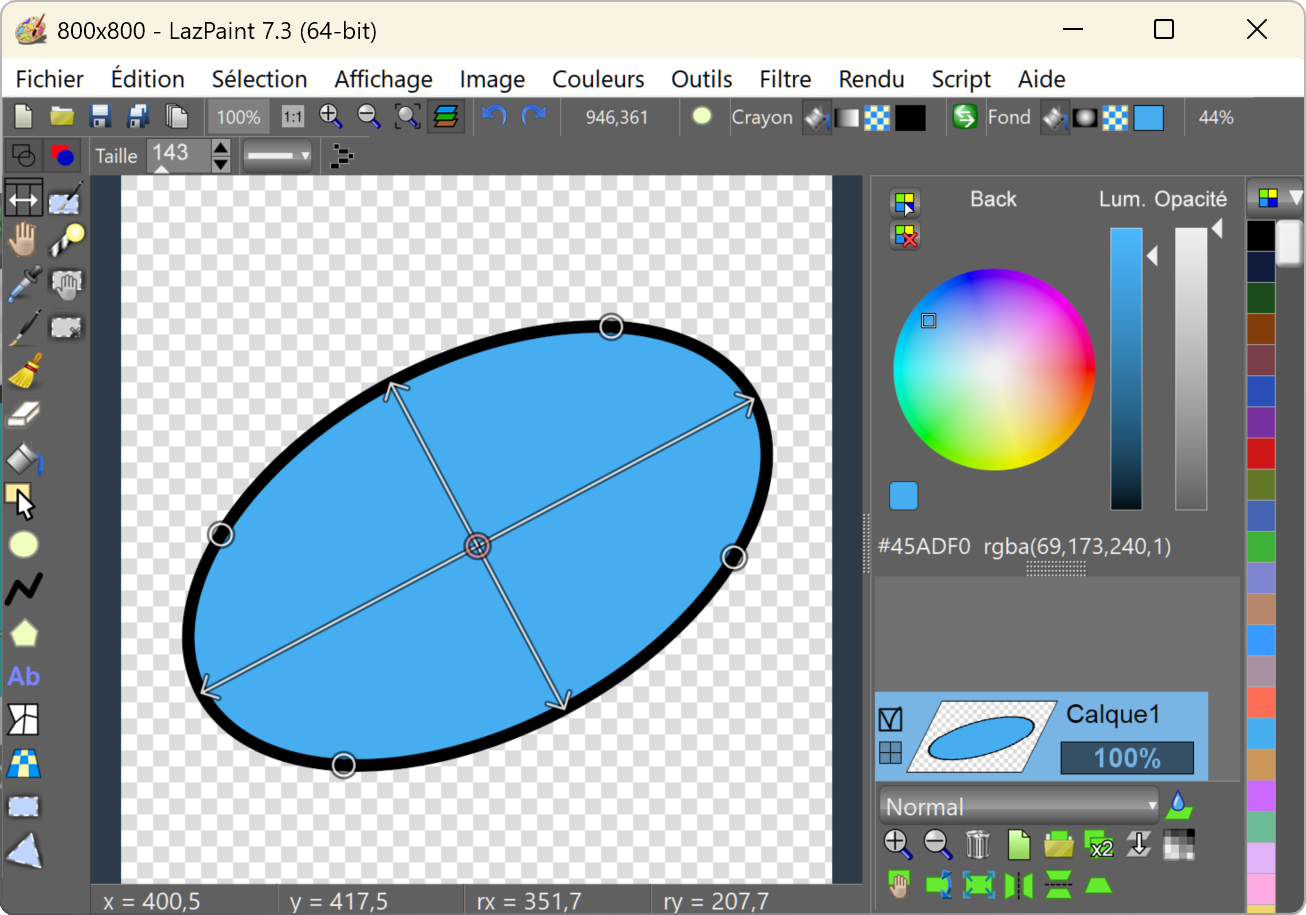 800x800 - LazPaint 7.3 (64-bit)
Fichier Édition Sélection Affichage Image Couleurs Outils Filtre Rendu Script Aide
100% 1:1 946,361 Crayon Fond 44%
Taille 143
Back Lum. Opacité
#45ADF0 rgba(69,173,240,1)
Ab
Calque1
100%
Normal
x2
x = 400,5 y = 417,5 rx = 351,7 ry = 207,7